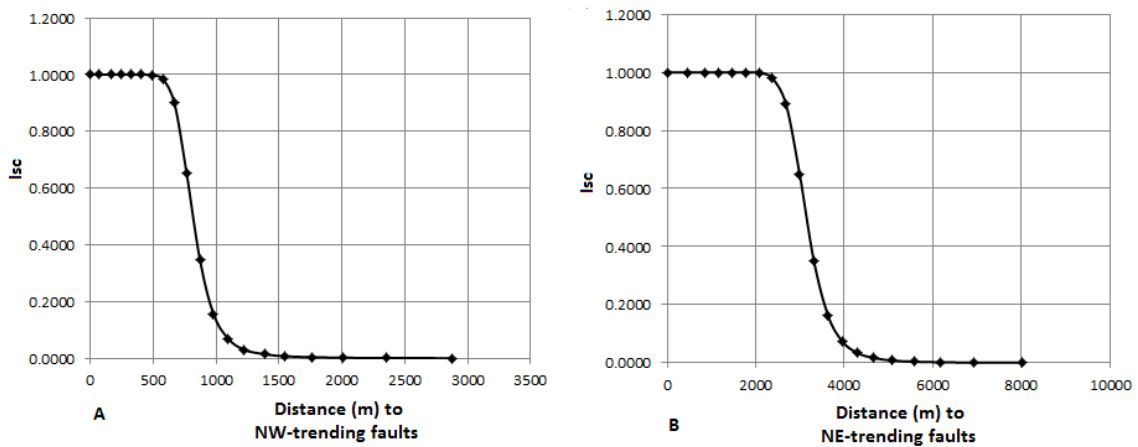 1.2000
1.0000
0.8000
0.6000
0.4000
0.2000
0.0000
Isc
0 500 1000 1500 2000 2500 3000 3500
A
Distance (m) to
NW-trending faults
1.2000
1.0000
0.8000
0.6000
0.4000
0.2000
0.0000
Isc
0 2000 4000 6000 8000 10000
B
Distance (m) to
NE-trending faults